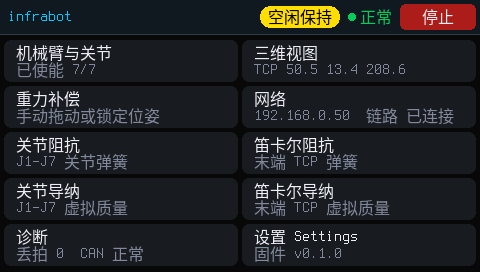 infrabot 空闲保持 正常 停止
机械臂与关节
已使能 7/7
三维视图
TCP 50.5 13.4 208.6
重力补偿
手动拖动或锁定位姿
网络
192.168.0.50 链路 已连接
关节阻抗
J1-J7 关节弹簧
笛卡尔阻抗
末端 TCP 弹簧
关节导纳
J1-J7 虚拟质量
笛卡尔导纳
末端 TCP 虚拟质量
诊断
丢拍 0 CAN 正常
设置 Settings
固件 v0.1.0